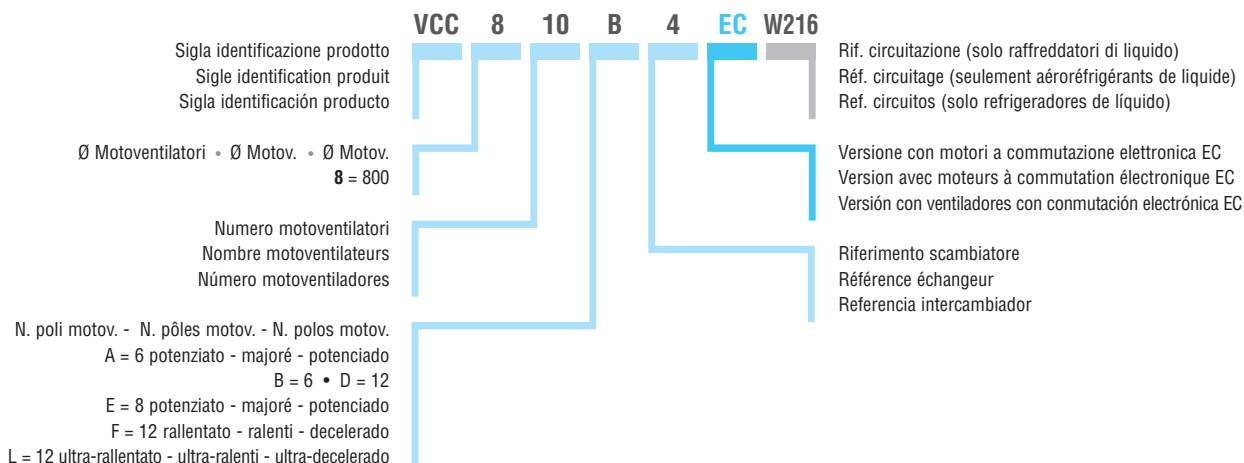 VCC 8 10 B 4 EC W216
Sigla identificazione prodotto
Sigle identification produit
Sigla identificación producto
Ø Motoventilatori • Ø Motov. • Ø Motov.
8 = 800
Numero motoventilatori
Nombre motoventilateurs
Número motoventiladores
N. poli motov. - N. pôles motov. - N. polos motov.
A = 6 potenziato - majoré - potenciado
B = 6 • D = 12
E = 8 potenziato - majoré - potenciado
F = 12 rallentato - ralenti - decelerado
L = 12 ultra-rallentato - ultra-ralenti - ultra-decelerado
Rif. circuitazione (solo raffreddatori di liquido)
Réf. circuitage (seulement aéroréfrigérants de liquide)
Ref. circuitos (solo refrigeradores de líquido)
Versione con motori a commutazione elettronica EC
Version avec moteurs à commutation électronique EC
Versión con ventiladores con conmutación electrónica EC
Riferimento scambiatore
Référence échangeur
Referencia intercambiador